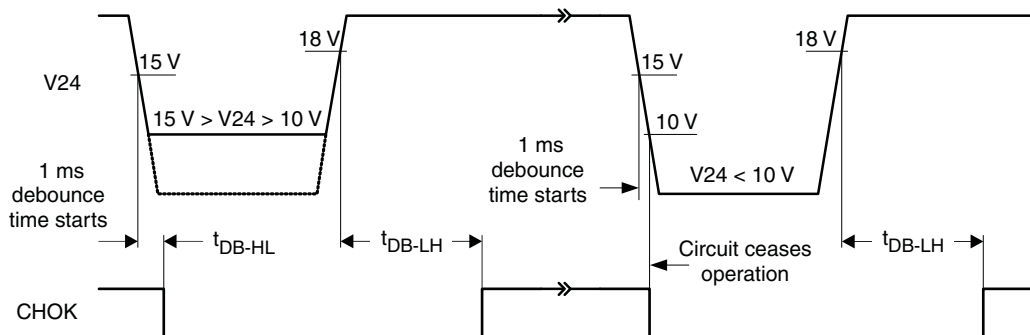 18 V
18 V
15 V
15 V
V24
15 V > V24 > 10 V
10 V
1 ms
debounce
time starts
1 ms
debounce
time starts
V24 < 10 V
tDB-HL
tDB-LH
Circuit ceases
operation
tDB-LH
CHOK